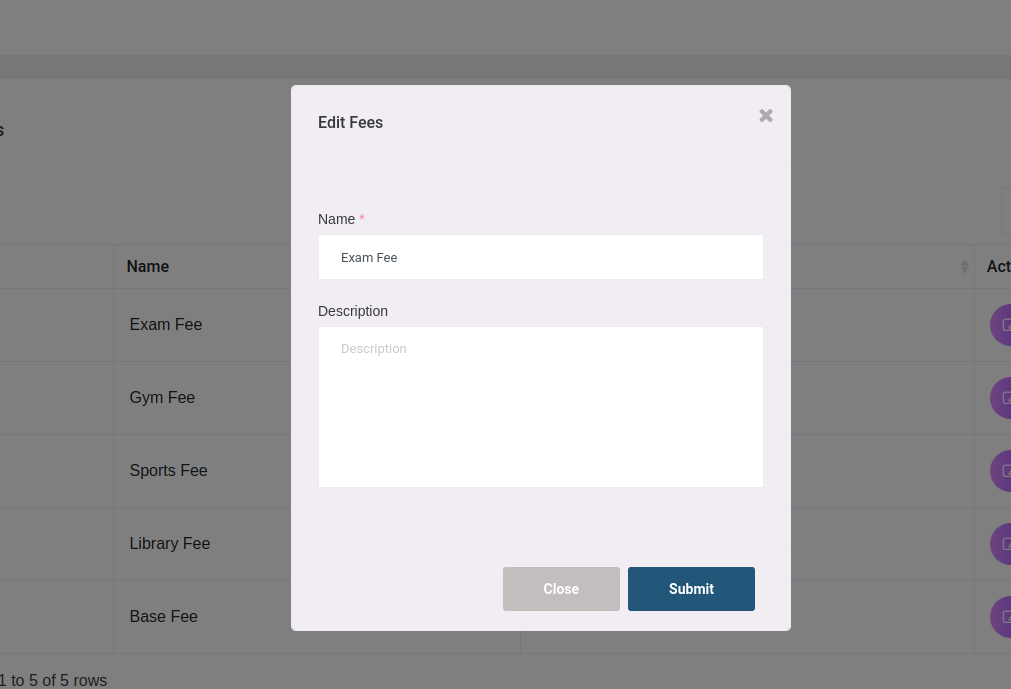 Edit Fees
s
Name *
Exam Fee
Description
Description
Name
Act
Exam Fee
Gym Fee
Sports Fee
Library Fee
Base Fee
Close
Submit
1 to 5 of 5 rows